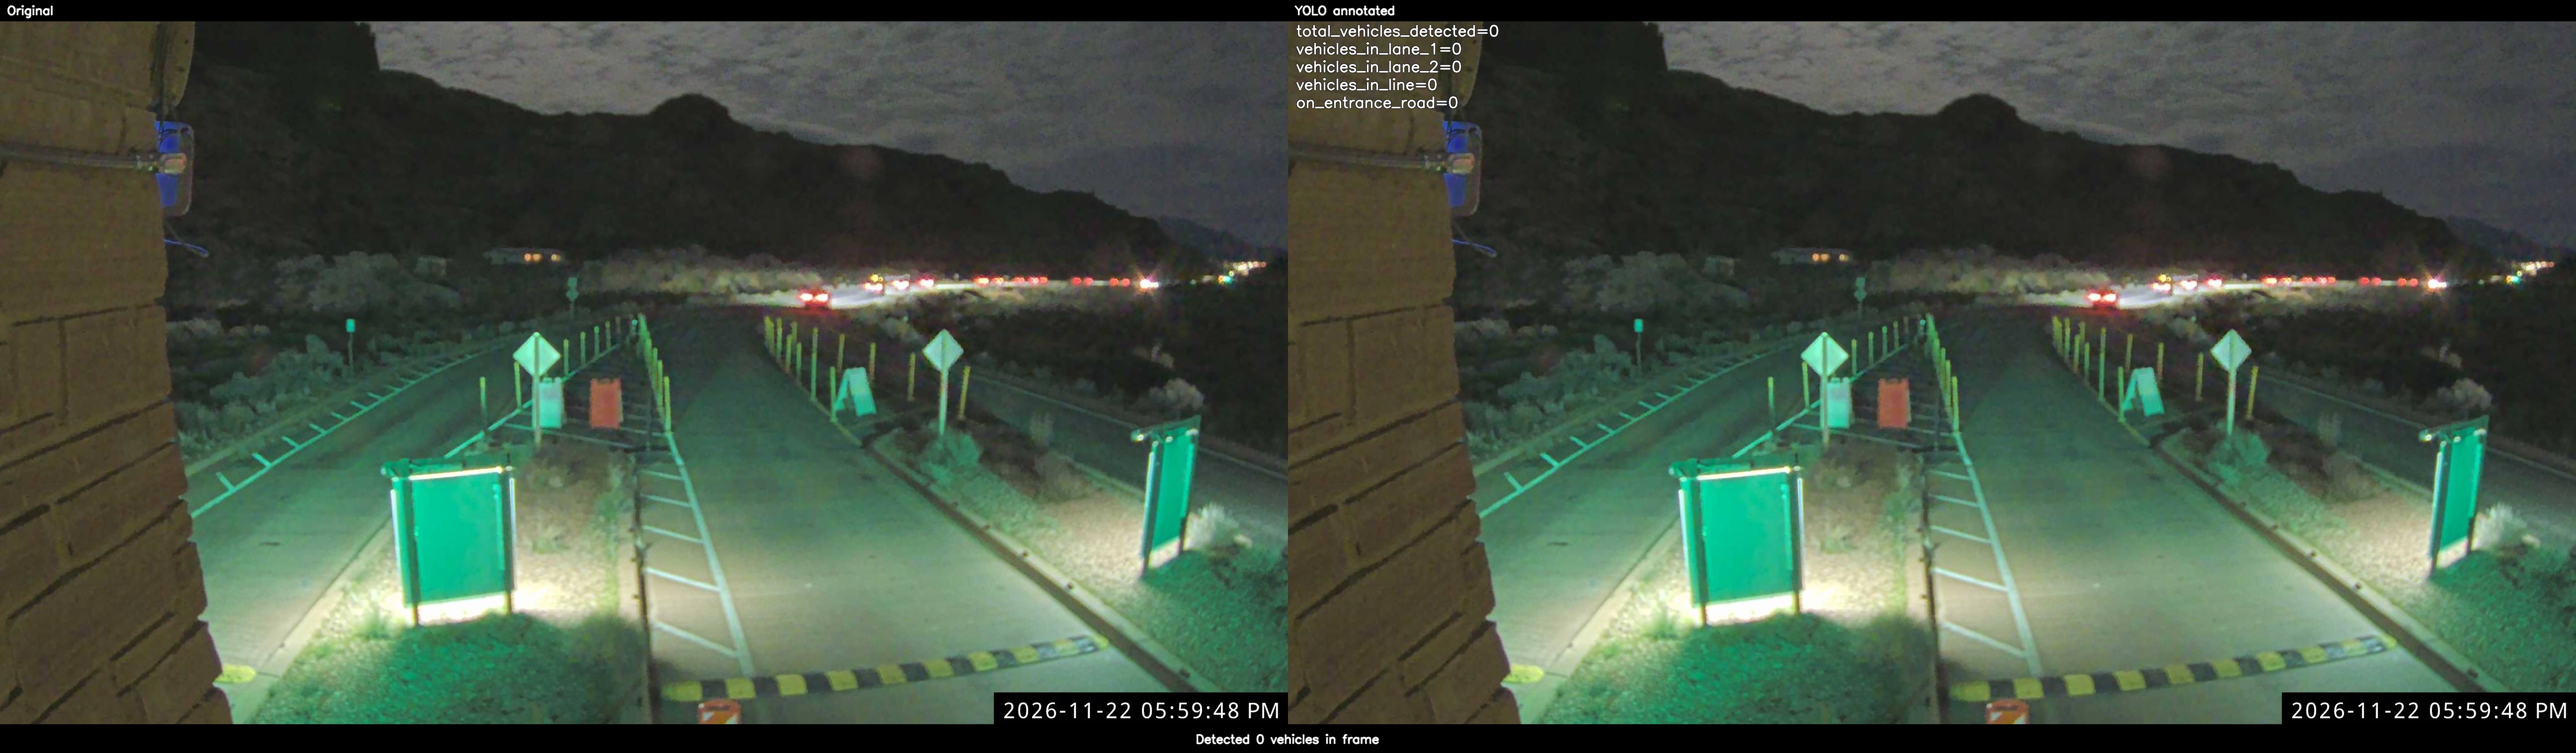 Original
YOLO annotated
total_vehicles_detected=0
vehicles_in_lane_1=0
vehicles_in_lane_2=0
vehicles_in_line=0
on_entrance_road=0
2026-11-22 05:59:48 PM
2026-11-22 05:59:48 PM
Detected 0 vehicles in frame